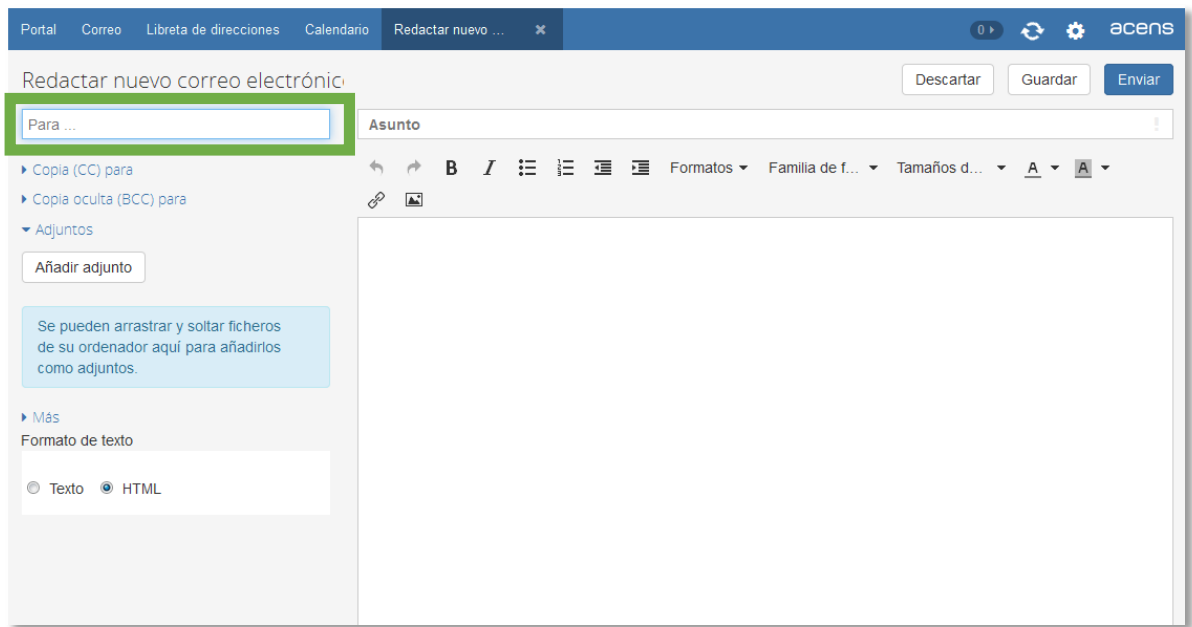 Portal Correo Libreta de direcciones Calendario Redactar nuevo ... 0 acens
Redactar nuevo correo electrónic
Descartar Guardar Enviar
Para ...
Asunto
Copia (CC) para
Copia oculta (BCC) para
Adjuntos
Añadir adjunto
Se pueden arrastrar y soltar ficheros
de su ordenador aquí para añadirlos
como adjuntos.
Más
Formato de texto
Texto HTML
B I Formatos Familia de f... Tamaños d... A A